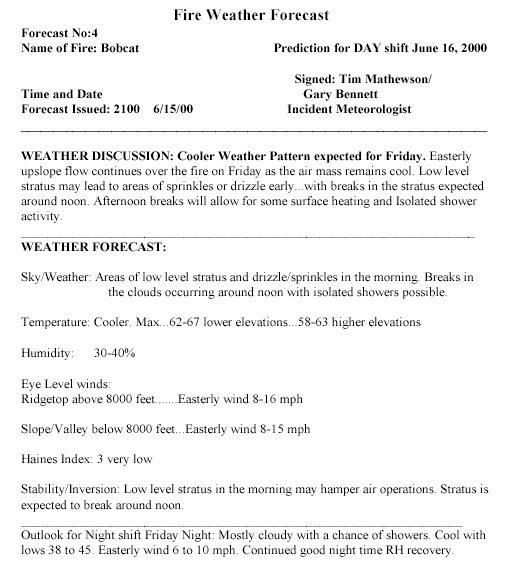 Fire Weather Forecast
Forecast No:4
Name of Fire: Bobcat Prediction for DAY shift June 16, 2000
Signed: Tim Mathewson/
Time and Date Gary Bennett
Forecast Issued: 2100 6/15/00 Incident Meteorologist
WEATHER DISCUSSION: Cooler Weather Pattern expected for Friday. Easterly
upslope flow continues over the fire on Friday as the air mass remains cool. Low level
stratus may lead to areas of sprinkles or drizzle early...with breaks in the stratus expected
around noon. Afternoon breaks will allow for some surface heating and Isolated shower
activity.
WEATHER FORECAST:
Sky/Weather: Areas of low level stratus and drizzle/sprinkles in the morning. Breaks in
the clouds occurring around noon with isolated showers possible.
Temperature: Cooler. Max...62-67 lower elevations...58-63 higher elevations
Humidity: 30-40%
Eye Level winds:
Ridgetop above 8000 feet.......Easterly wind 8-16 mph
Slope/Valley below 8000 feet...Easterly wind 8-15 mph
Haines Index: 3 very low
Stability/Inversion: Low level stratus in the morning may hamper air operations. Stratus is
expected to break around noon.
Outlook for Night shift Friday Night: Mostly cloudy with a chance of showers. Cool with
lows 38 to 45. Easterly wind 6 to 10 mph. Continued good night time RH recovery.